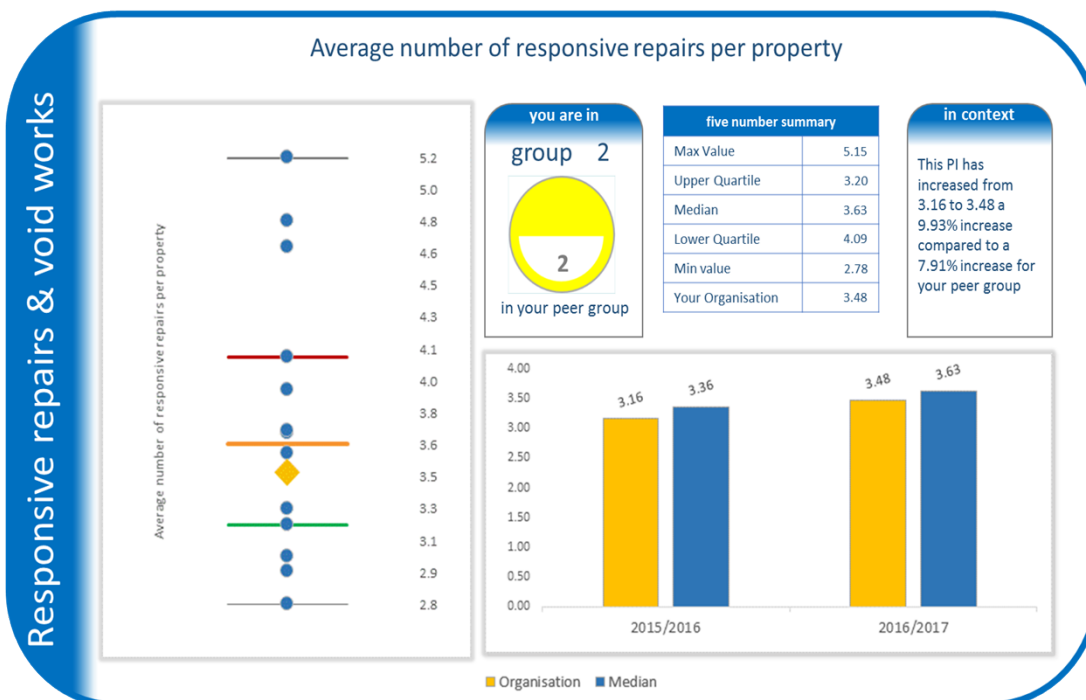 Responsive repairs & void works
Average number of responsive repairs per property
Average number of responsive repairs per property
5.2
5.0
4.8
4.6
4.5
4.3
4.1
4.0
3.8
3.6
3.5
3.3
3.1
2.9
2.8
you are in
group 2
2
in your peer group
five number summary
Max Value 5.15
Upper Quartile 3.20
Median 3.63
Lower Quartile 4.09
Min value 2.78
Your Organisation 3.48
in context
This PI has
increased from
3.16 to 3.48 a
9.93% increase
compared to a
7.91% increase for
your peer group
4.00
3.50
3.00
2.50
2.00
1.50
1.00
0.50
0.00
3.16 3.36 3.48 3.63
2015/2016 2016/2017
Organisation Median